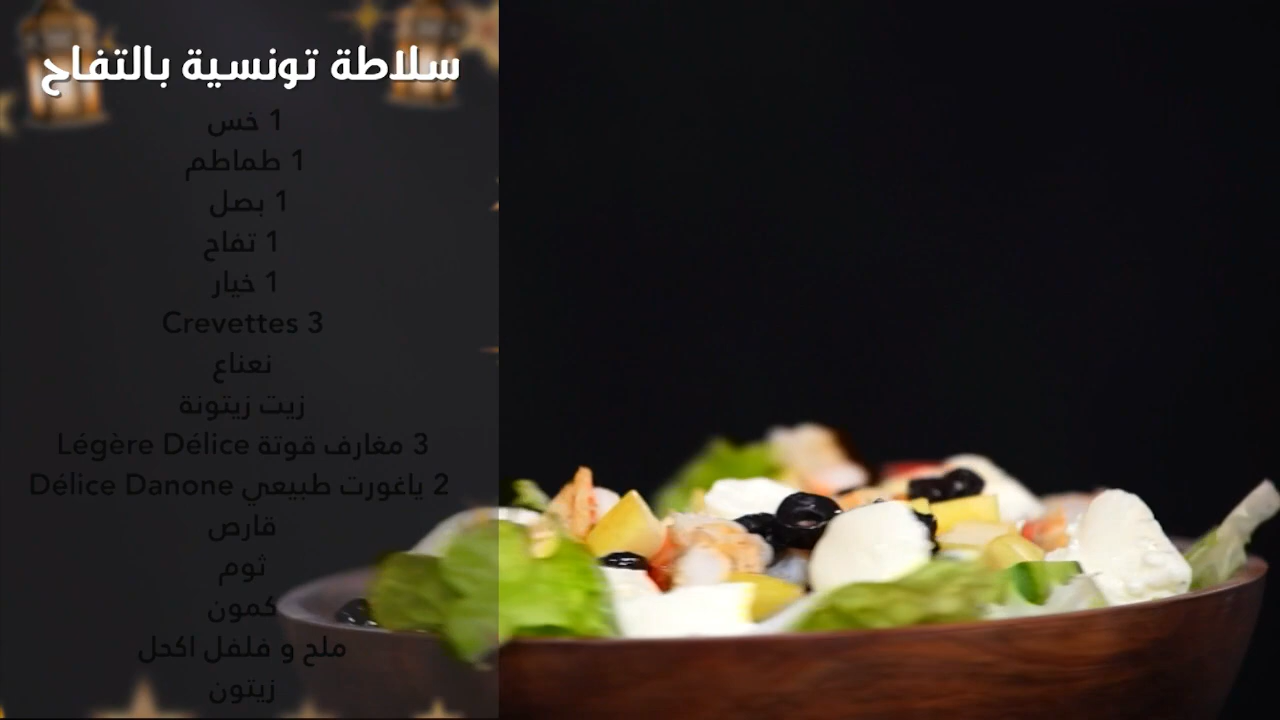 سلاطة تونسية بالتفاح
1 خس
1 طماطم
1 بصل
1 تفاح
1 خيار
3 Crevettes
نعناع
زيت زيتونة
3 مغارف قوتة Légère Délice
2 ياغورت طبيعي Délice Danone
قارص
ثوم
كمون
ملح و فلفل اكحل
زيتون